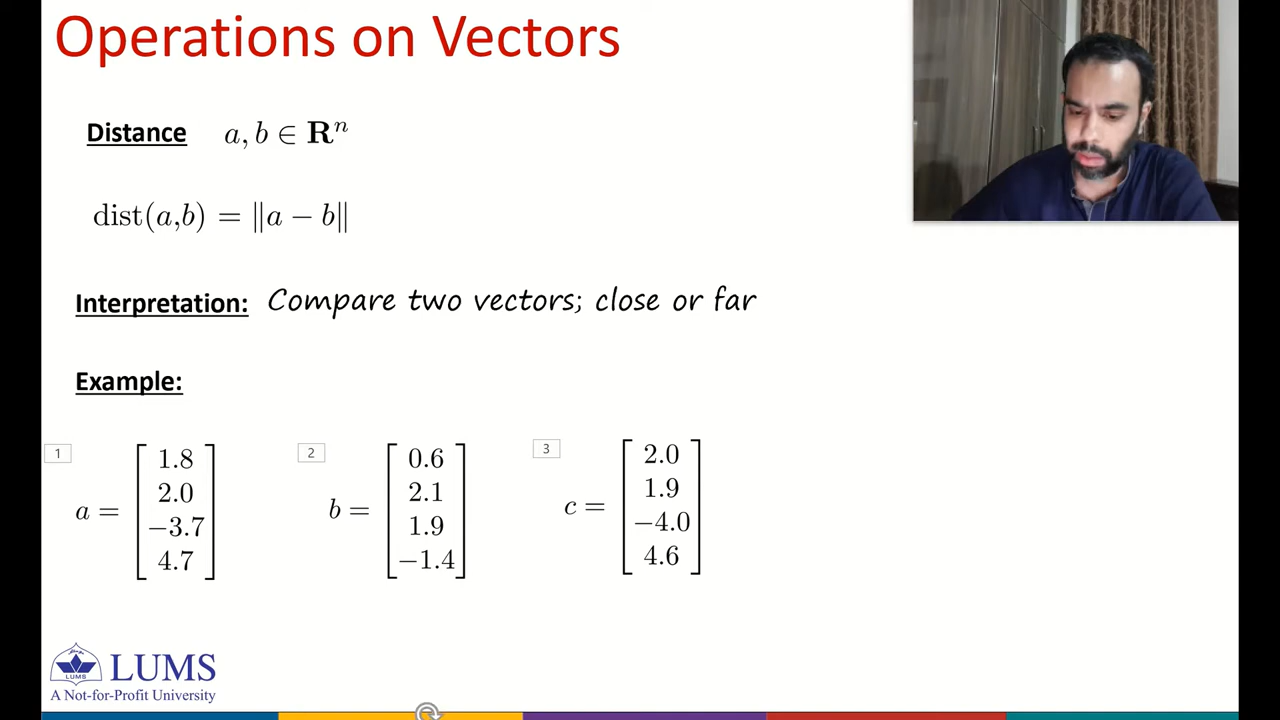 Operations on Vectors
Distance a, b ∈ Rⁿ
dist(a,b) = ‖a − b‖
Interpretation: Compare two vectors; close or far
Example:
1 a = [1.8 2.0 −3.7 4.7]
2 b = [0.6 2.1 1.9 −1.4]
3 c = [2.0 1.9 −4.0 4.6]
LUMS
LUMS
A Not-for-Profit University